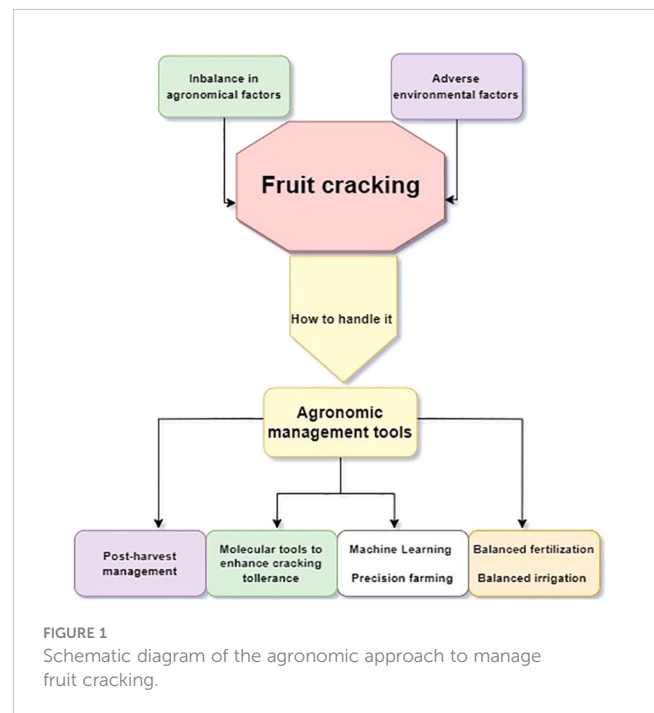 Inbalance in
agronomical factors
Adverse
environmental factors
Fruit cracking
How to handle it
Agronomic
management tools
Post-harvest
management
Molecular tools to
enhance cracking
tollerance
Machine Learning
Precision farming
Balanced fertilization
Balanced irrigation
FIGURE 1
Schematic diagram of the agronomic approach to manage
fruit cracking.